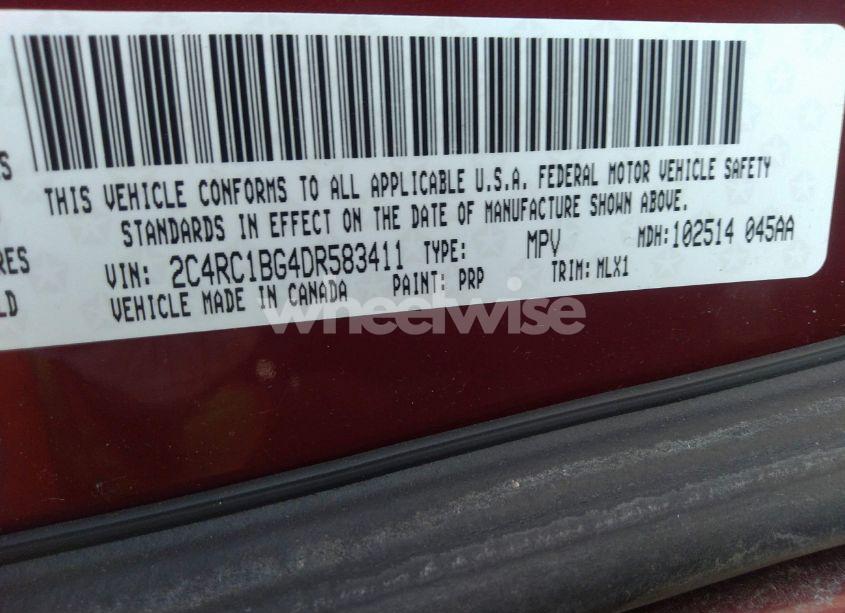 THIS VEHICLE CONFORMS TO ALL APPLICABLE U.S.A. FEDERAL MOTOR VEHICLE SAFETY
STANDARDS IN EFFECT ON THE DATE OF MANUFACTURE SHOWN ABOVE.
VIN: 2C4RC1BG4DR583411 TYPE: MPV MDH:102514 045AA
VEHICLE MADE IN CANADA PAINT: PRP TRIM: MLX1
wheelwise